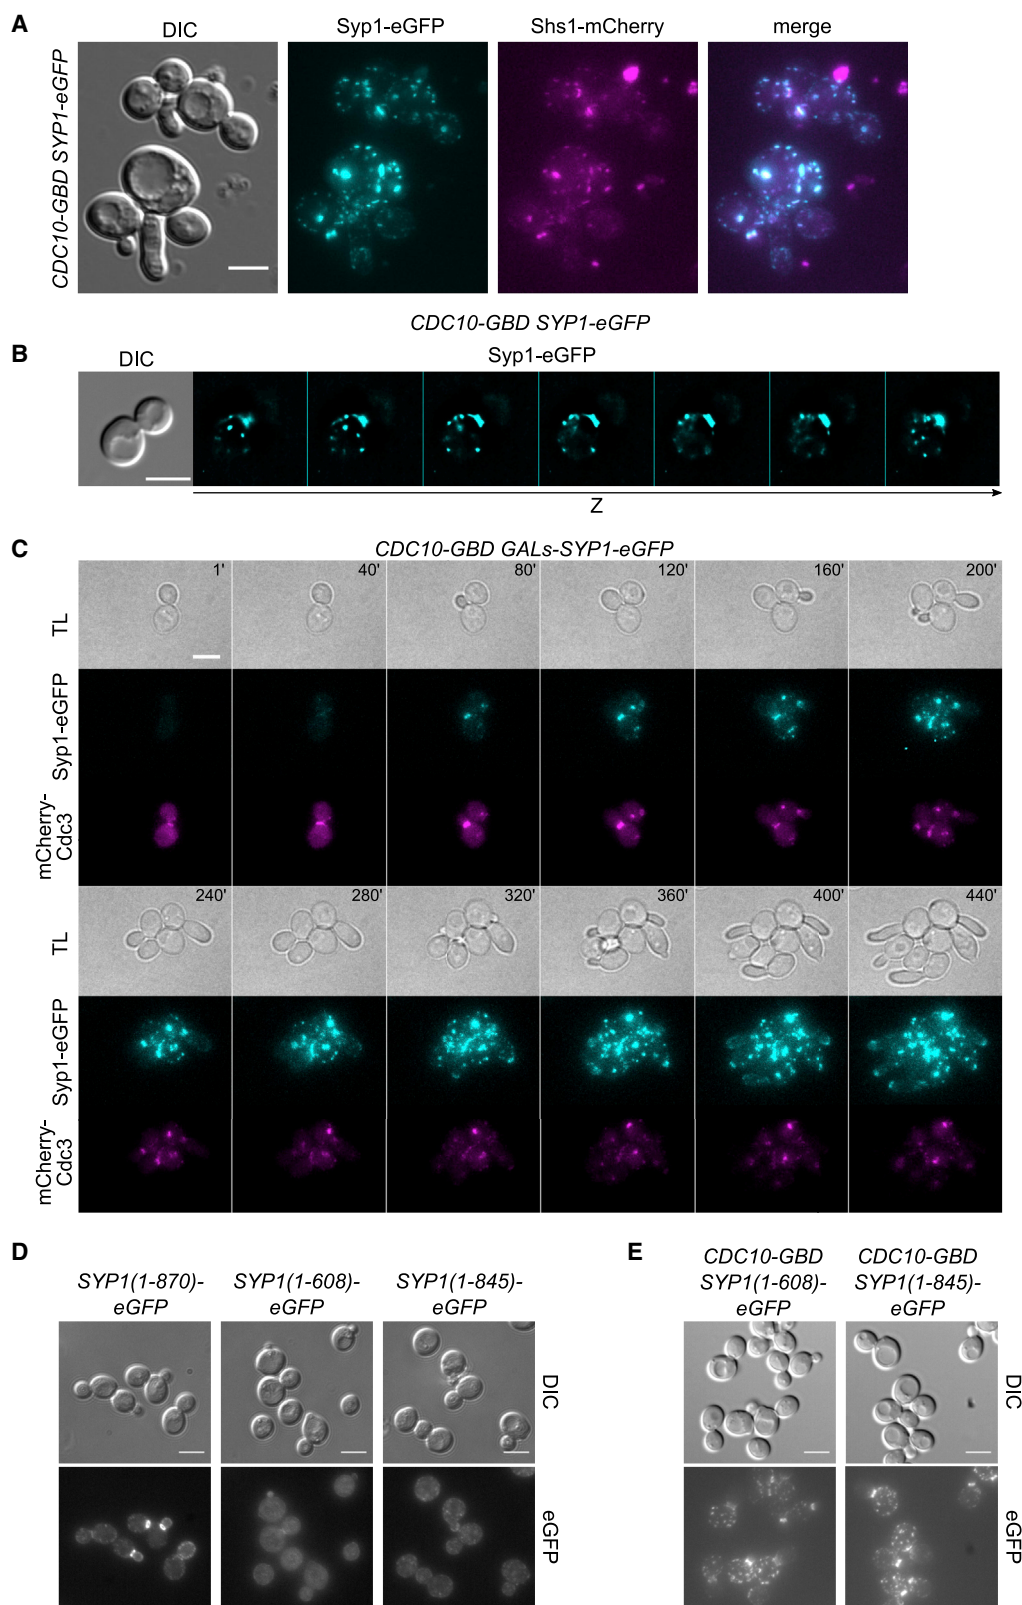 A
DIC
Syp1-eGFP
Shs1-mCherry
merge
CDC10-GBD SYP1-eGFP
CDC10-GBD SYP1-eGFP
B
DIC
Syp1-eGFP
Z
C
CDC10-GBD GALs-SYP1-eGFP
1'
40'
80'
120'
160'
200'
TL
Syp1-eGFP
mCherry-
Cdc3
240'
280'
320'
360'
400'
440'
TL
Syp1-eGFP
mCherry-
Cdc3
D
SYP1(1-870)-
eGFP
SYP1(1-608)-
eGFP
SYP1(1-845)-
eGFP
DIC
eGFP
E
CDC10-GBD
SYP1(1-608)-
eGFP
CDC10-GBD
SYP1(1-845)-
eGFP
DIC
eGFP